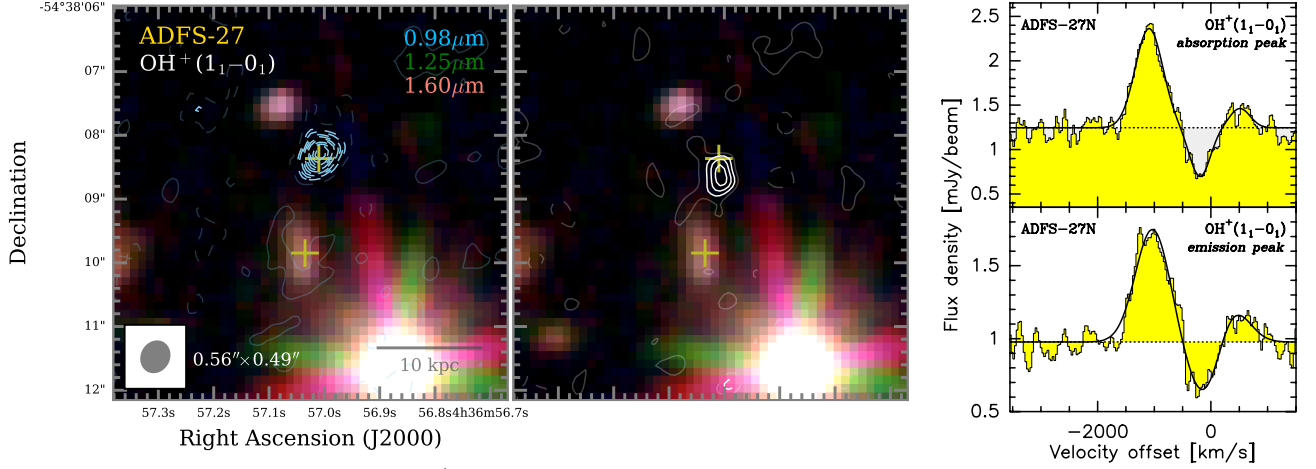 -54°38'06"
07"
08"
09"
10"
11"
12"
Declination
ADFS-27
OH⁺(1₁−0₁)
0.98μm
1.25μm
1.60μm
0.56″×0.49″
10 kpc
57.3s 57.2s 57.1s 57.0s 56.9s 56.8s4h36m56.7s
Right Ascension (J2000)
ADFS-27N OH⁺(1₁−0₁)
absorption peak
2.5
2
1.5
1
0.5
ADFS-27N OH⁺(1₁−0₁)
emission peak
1.5
1
0.5
Flux density [mJy/beam]
−2000 0
Velocity offset [km/s]